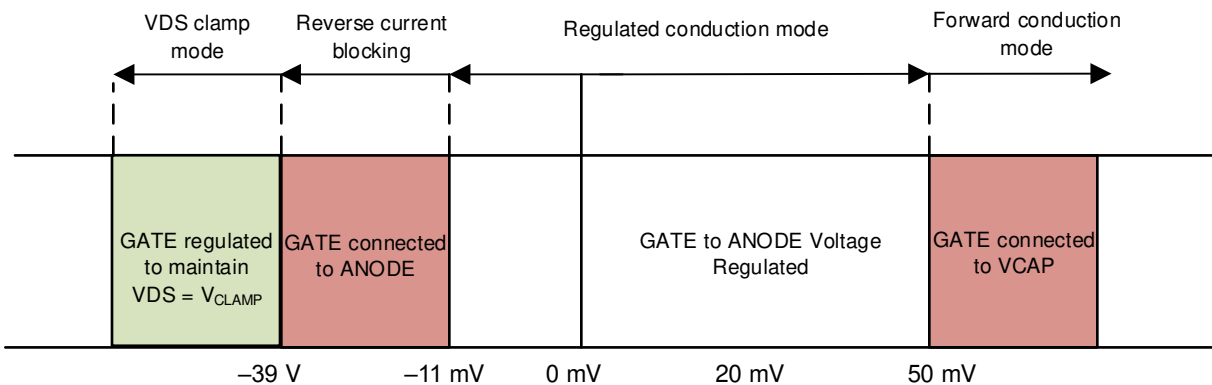 VDS clamp
mode
Reverse current
blocking
Regulated conduction mode
Forward conduction
mode
GATE regulated
to maintain
VDS = VCLAMP
GATE connected
to ANODE
GATE to ANODE Voltage
Regulated
GATE connected
to VCAP
–39 V
–11 mV
0 mV
20 mV
50 mV